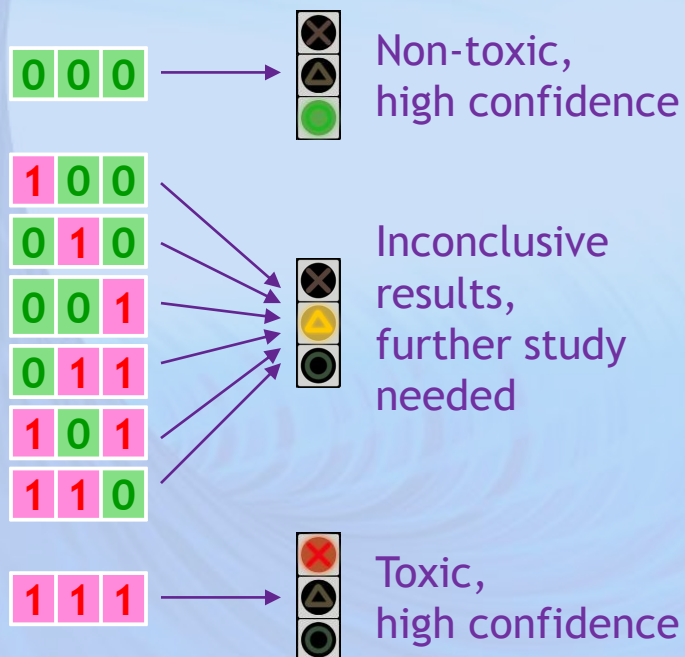 0 0 0
Non-toxic,
high confidence
1 0 0
0 1 0
0 0 1
0 1 1
1 0 1
1 1 0
Inconclusive
results,
further study
needed
1 1 1
Toxic,
high confidence